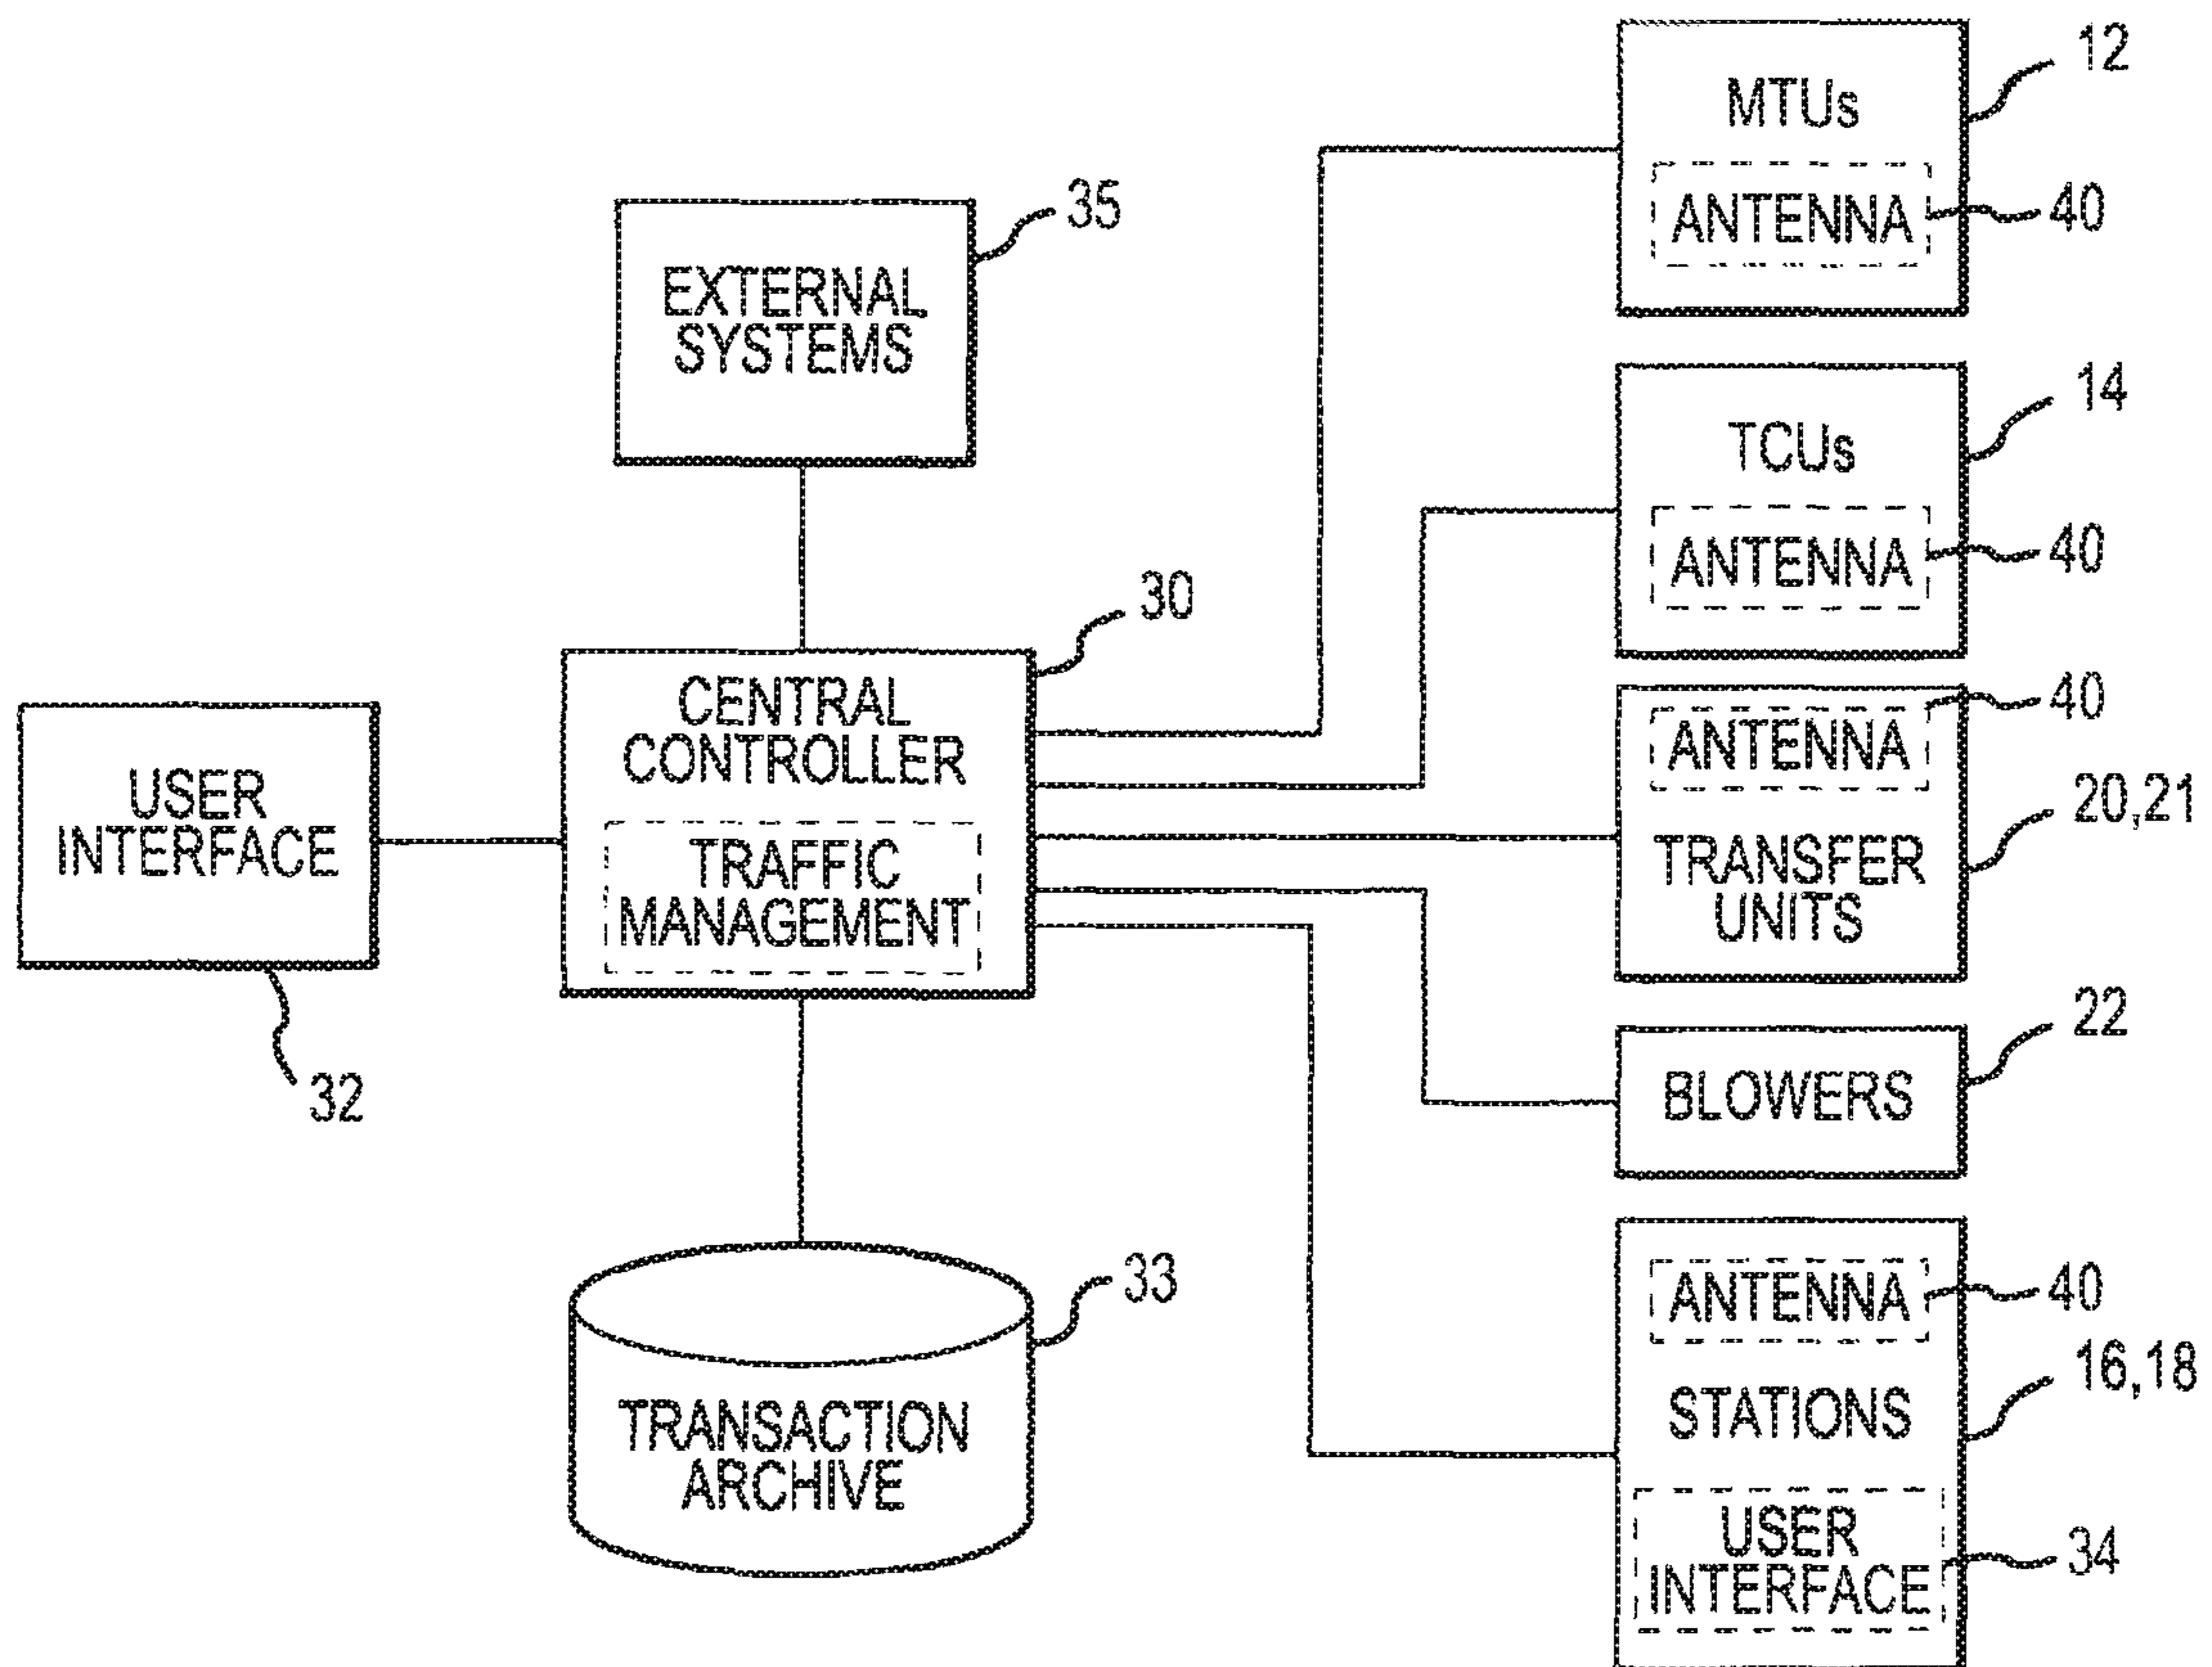 12
MTUs
ANTENNA
40
35
EXTERNAL
SYSTEMS
14
TCUs
ANTENNA
40
30
CENTRAL
CONTROLLER
TRAFFIC
MANAGEMENT
40
ANTENNA
20,21
TRANSFER
UNITS
USER
INTERFACE
32
22
BLOWERS
33
TRANSACTION
ARCHIVE
ANTENNA
40
16,18
STATIONS
USER
INTERFACE
34